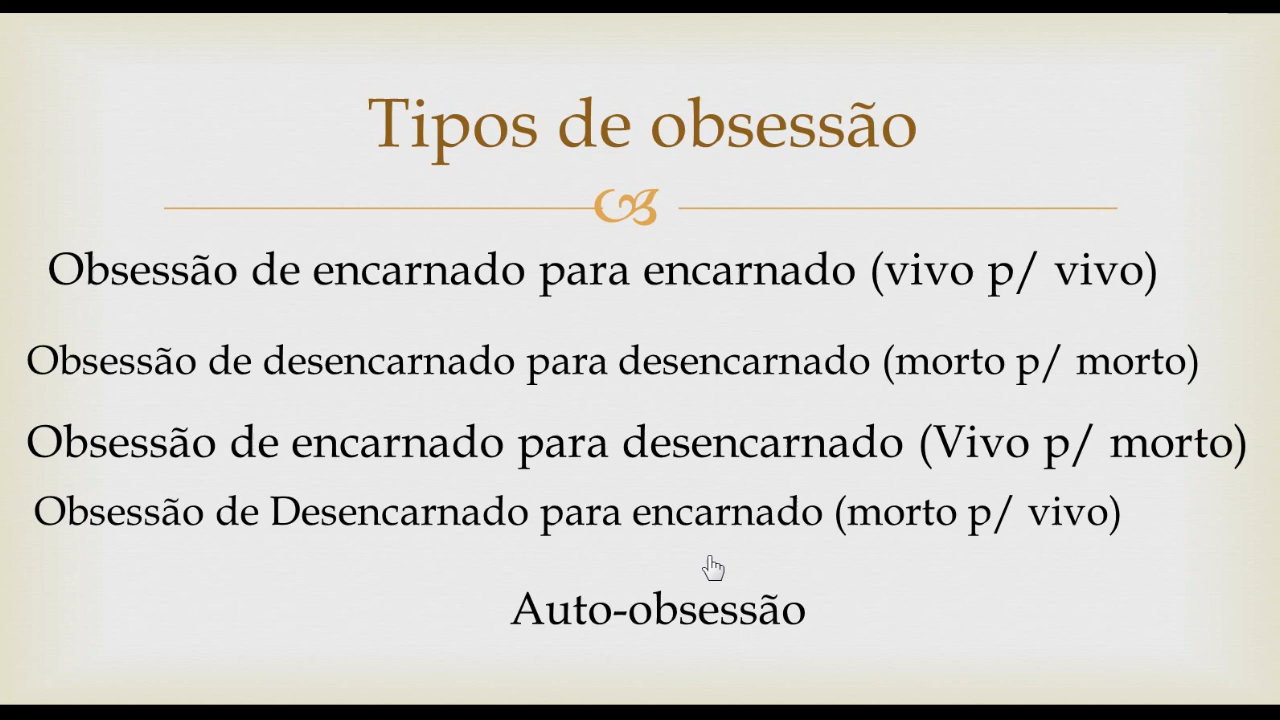 Tipos de obsessão
Obsessão de encarnado para encarnado (vivo p/ vivo)
Obsessão de desencarnado para desencarnado (morto p/ morto)
Obsessão de encarnado para desencarnado (Vivo p/ morto)
Obsessão de Desencarnado para encarnado (morto p/ vivo)
Auto-obsessão